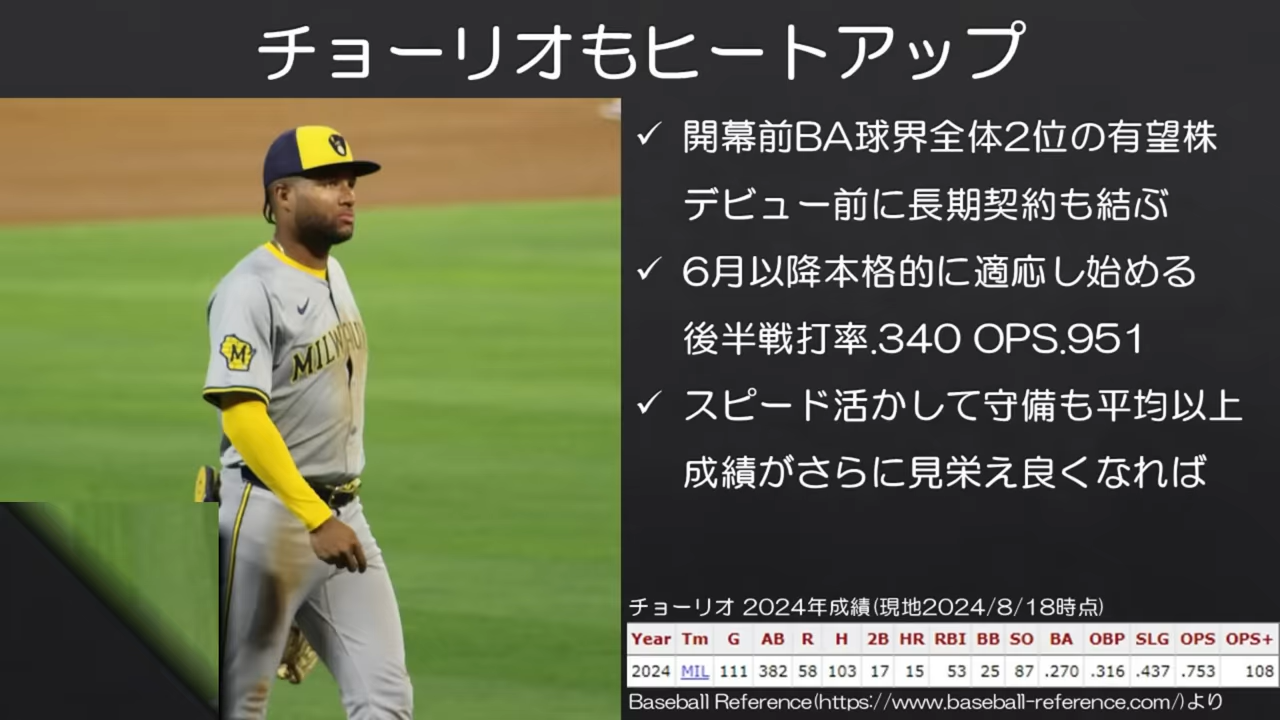 チョーリオもヒートアップ
✓ 開幕前BA球界全体2位の有望株
デビュー前に長期契約も結ぶ
✓ 6月以降本格的に適応し始める
後半戦打率.340 OPS.951
✓ スピード活かして守備も平均以上
成績がさらに見栄え良くなれば
M
MILWAU
1
チョーリオ 2024年成績(現地2024/8/18時点)
Year Tm G AB R H 2B HR RBI BB SO BA OBP SLG OPS OPS+
2024 MIL 111 382 58 103 17 15 53 25 87 .270 .316 .437 .753 108
Baseball Reference(https://www.baseball-reference.com/)より